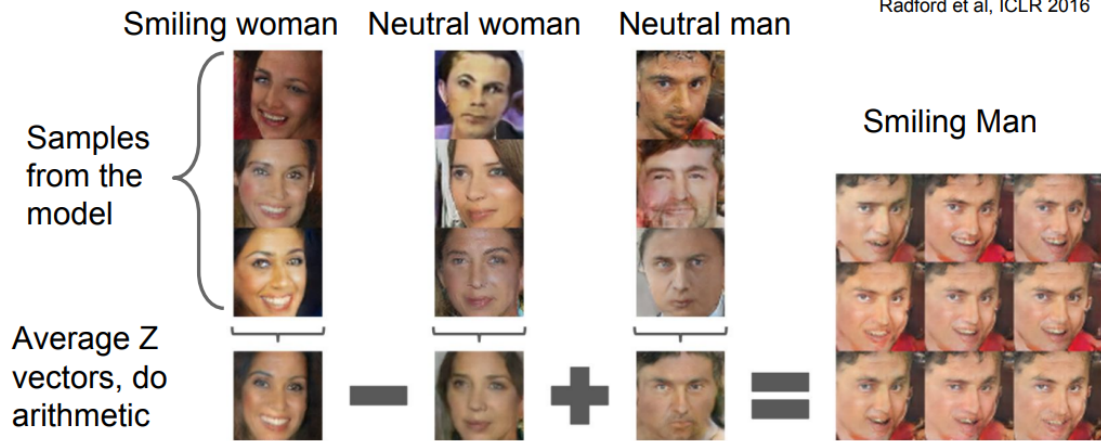 Radford et al, ICLR 2016
Smiling woman Neutral woman Neutral man
Samples
from the
model
Smiling Man
Average Z
vectors, do
arithmetic